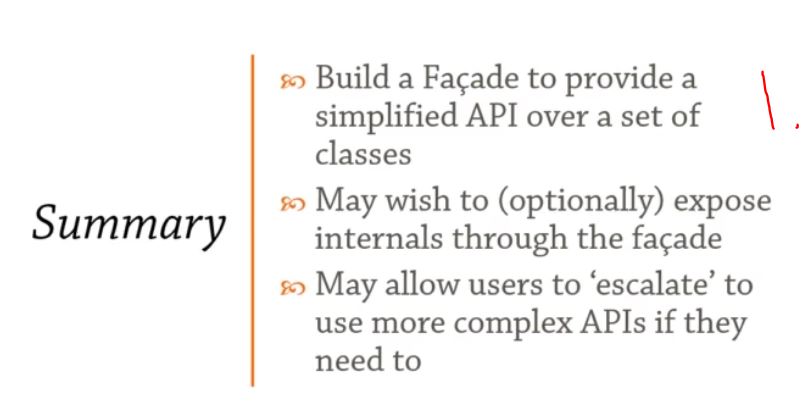 Summary
Build a Façade to provide a
simplified API over a set of
classes
May wish to (optionally) expose
internals through the façade
May allow users to ‘escalate’ to
use more complex APIs if they
need to